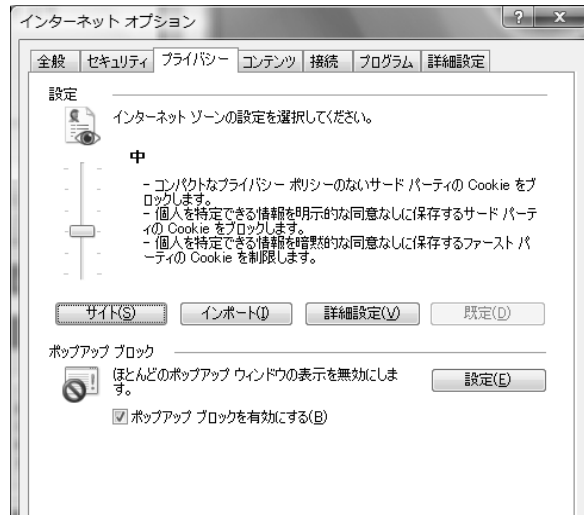 インターネット オプション
全般 セキュリティ プライバシー コンテンツ 接続 プログラム 詳細設定
設定
インターネット ゾーンの設定を選択してください。
中
- コンパクトなプライバシー ポリシーのないサード パーティの Cookie をブ
ロックします。
- 個人を特定できる情報を明示的な同意なしに保存するサード パーテ
ィの Cookie をブロックします。
- 個人を特定できる情報を暗黙的な同意なしに保存するファースト パ
ーティの Cookie を制限します。
サイト(S) インポート(I) 詳細設定(V) 既定(D)
ポップアップ ブロック
ほとんどのポップアップ ウィンドウの表示を無効にしま
す。
設定(E)
ポップアップ ブロックを有効にする(B)